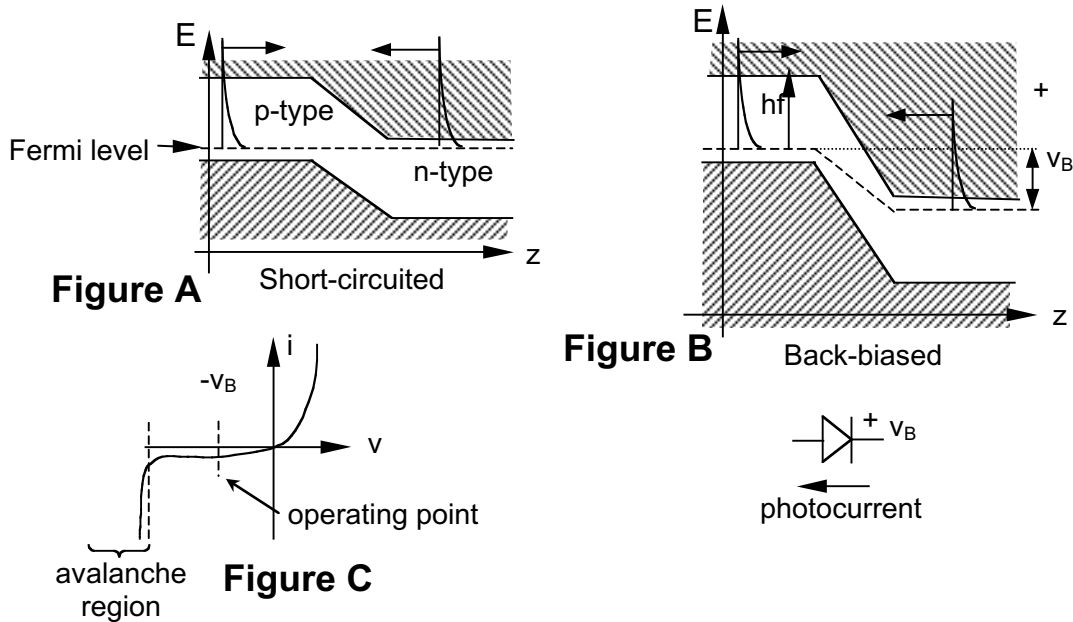 E
p-type
Fermi level
n-type
z
Short-circuited
Figure A
E
hf
+
v_B
z
Figure B
Back-biased
i
-v_B
v
operating point
avalanche
region
Figure C
+ v_B
photocurrent